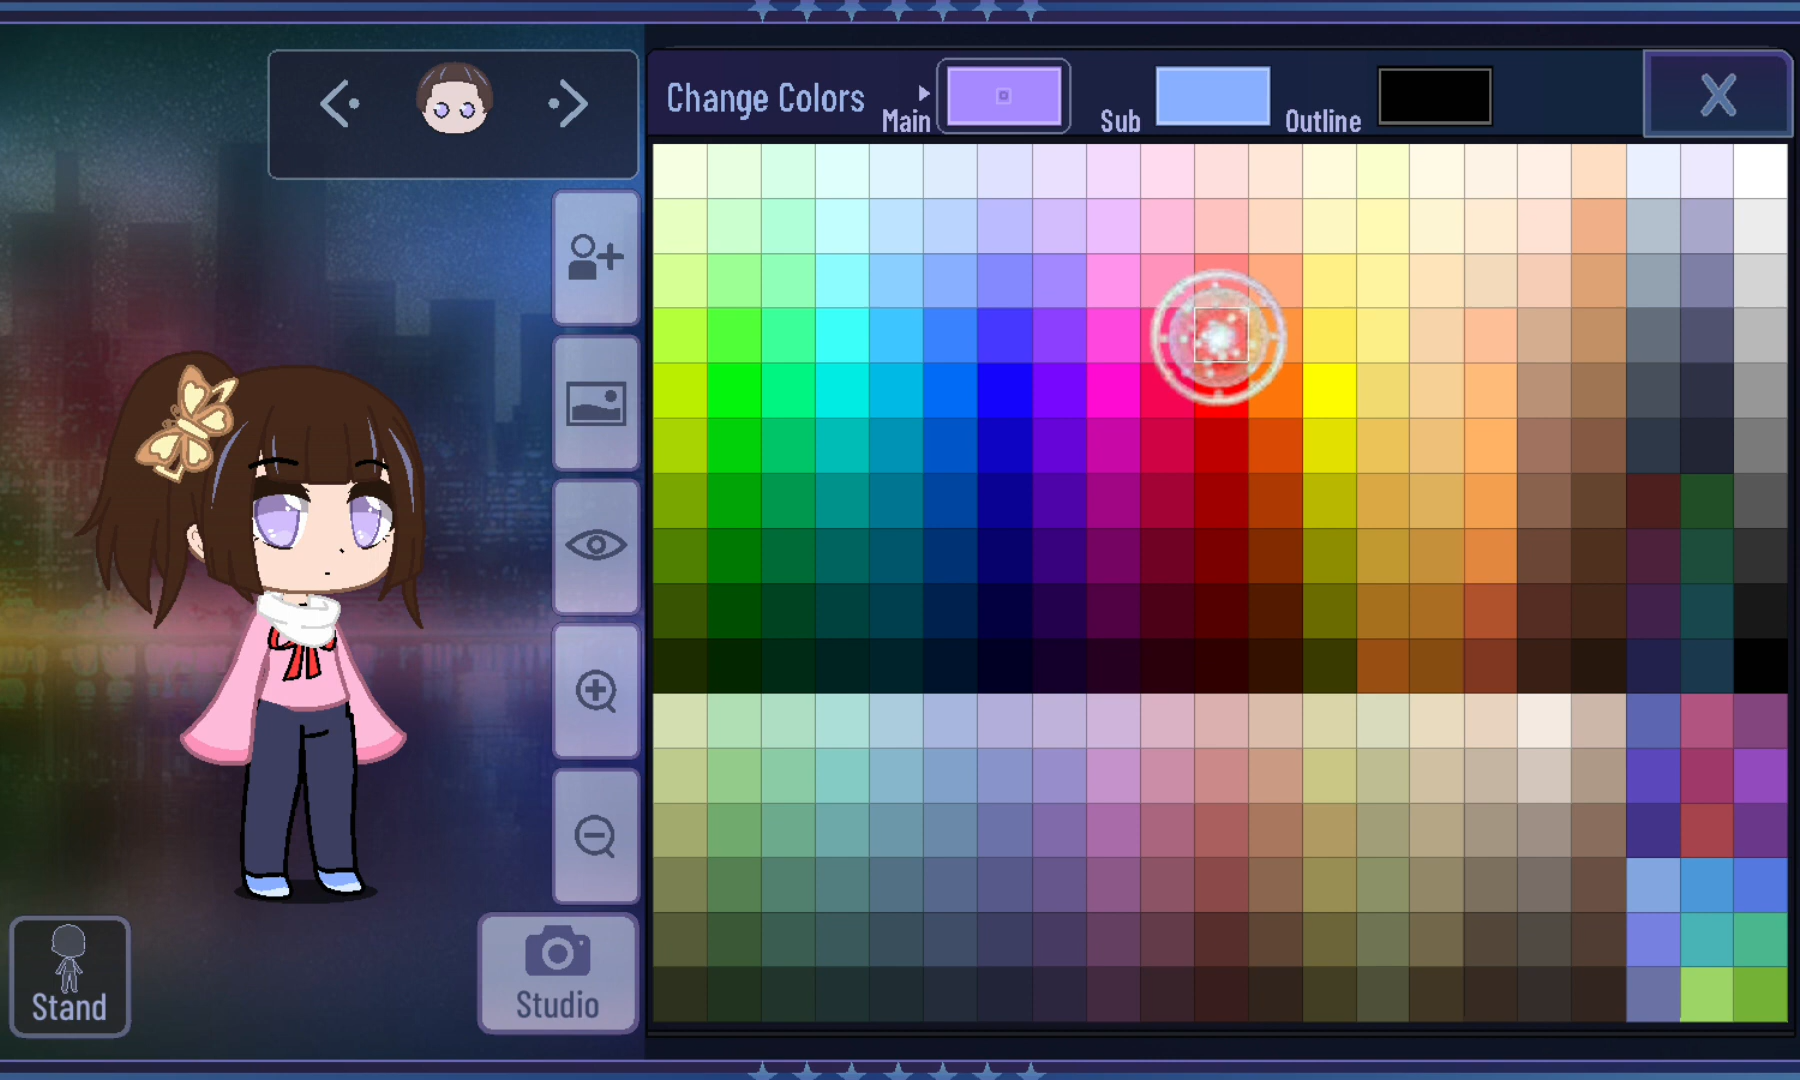 Change Colors
Main
Sub
Outline
X
Stand
Studio